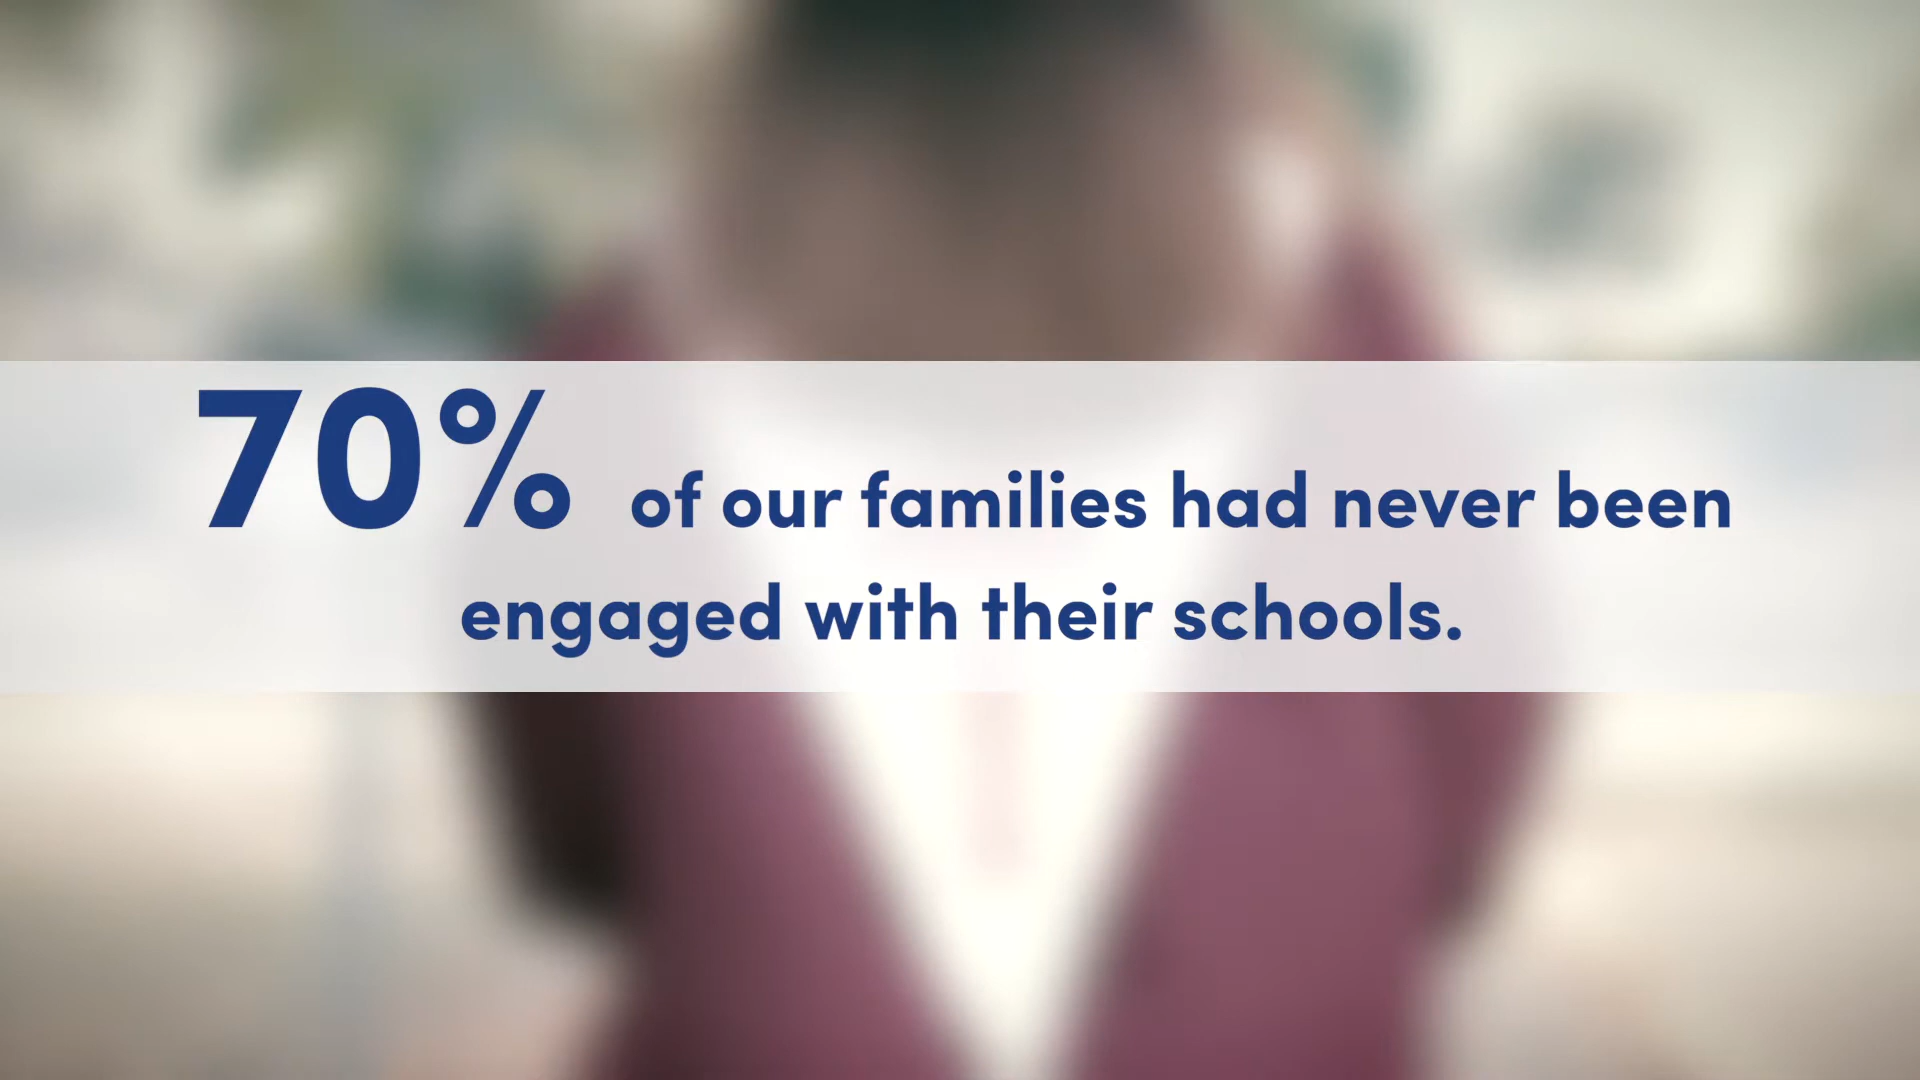 70% of our families had never been
engaged with their schools.